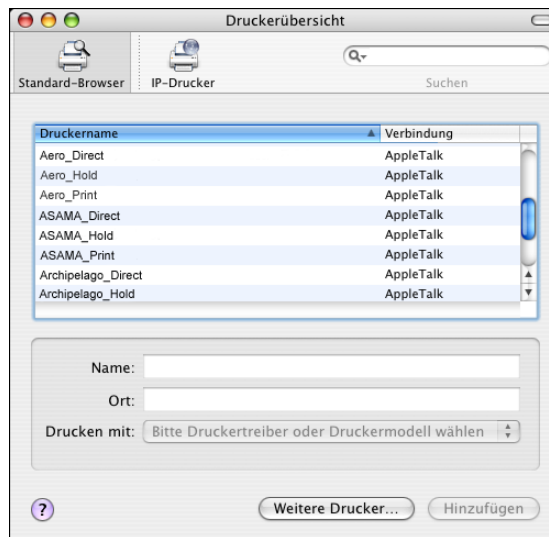 Druckerübersicht
Standard-Browser
IP-Drucker
Suchen
Druckername Verbindung
Aero_Direct AppleTalk
Aero_Hold AppleTalk
Aero_Print AppleTalk
ASAMA_Direct AppleTalk
ASAMA_Hold AppleTalk
ASAMA_Print AppleTalk
Archipelago_Direct AppleTalk
Archipelago_Hold AppleTalk
Name:
Ort:
Drucken mit: Bitte Druckertreiber oder Druckermodell wählen
? Weitere Drucker... Hinzufügen